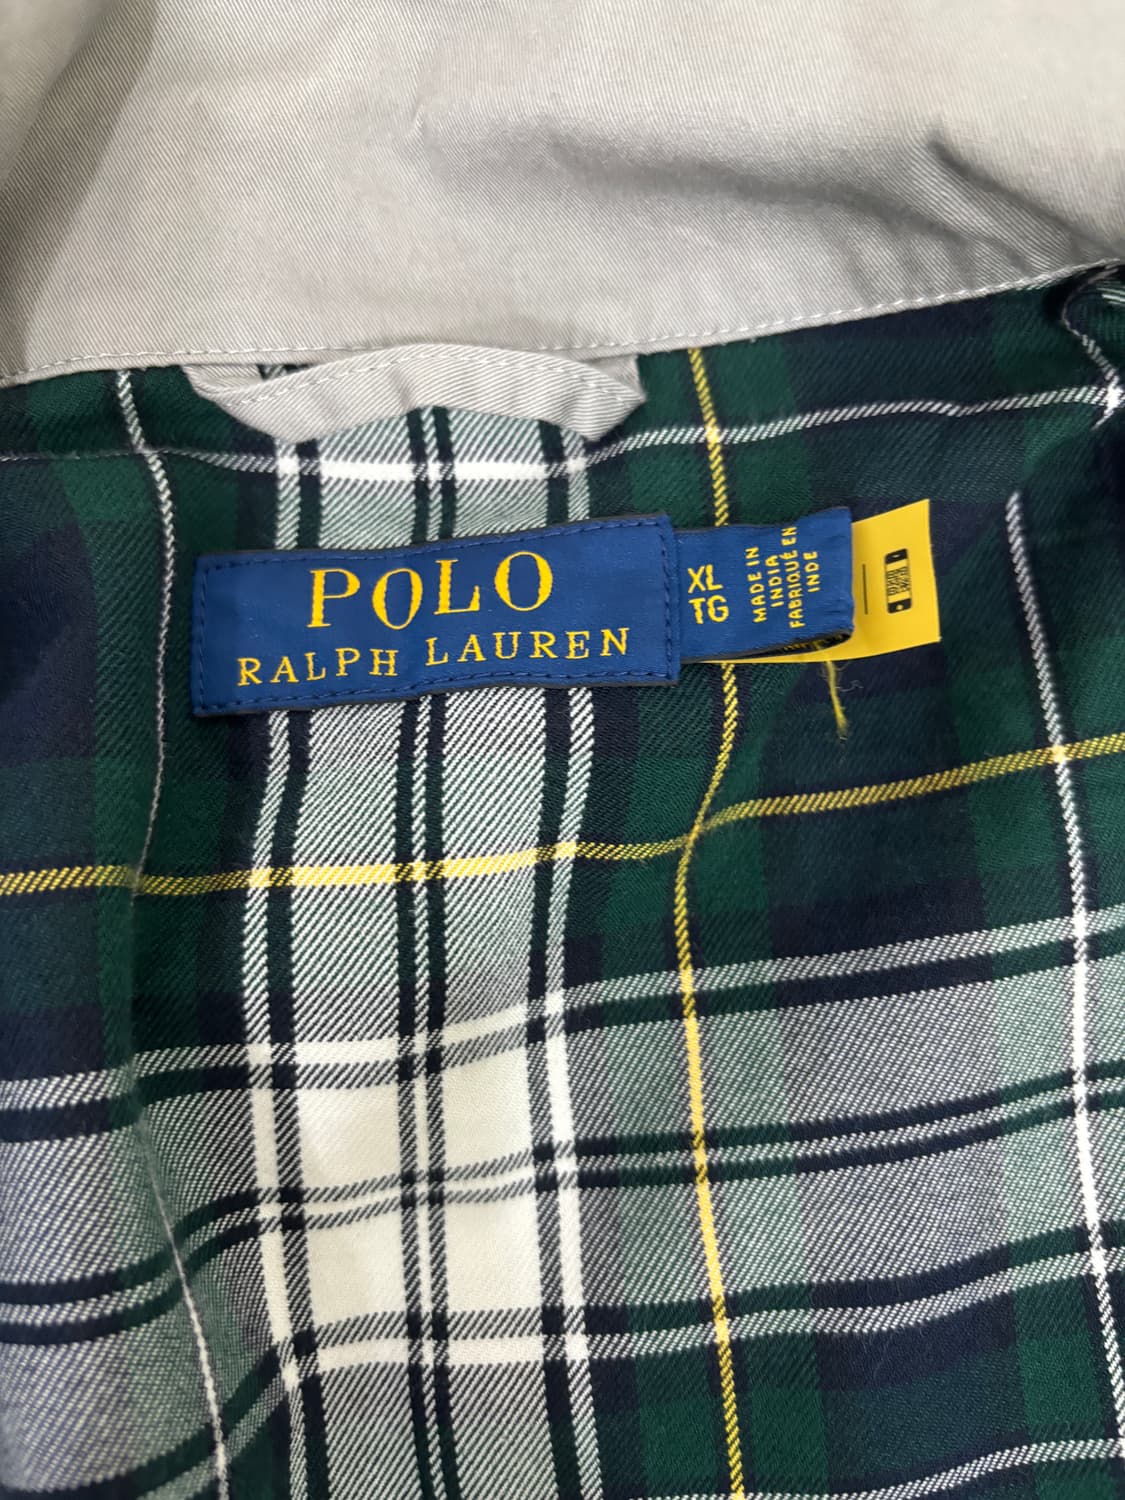 POLO
RALPH LAUREN
XL
TG
MADE IN
INDIA
FABRIQUÉ EN
INDE